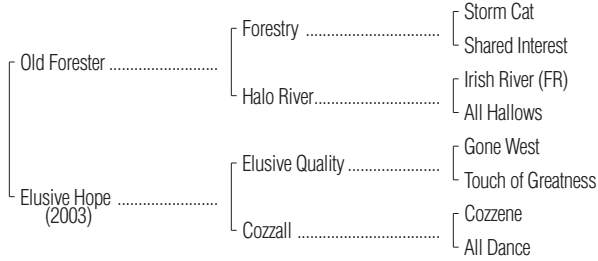 Storm Cat
Forestry ..............................
Shared Interest
Old Forester ........................
Irish River (FR)
Halo River............................
All Hallows
Gone West
Elusive Quality .....................
Touch of Greatness
Elusive Hope ......................
(2003)
Cozzene
Cozzall ................................
All Dance